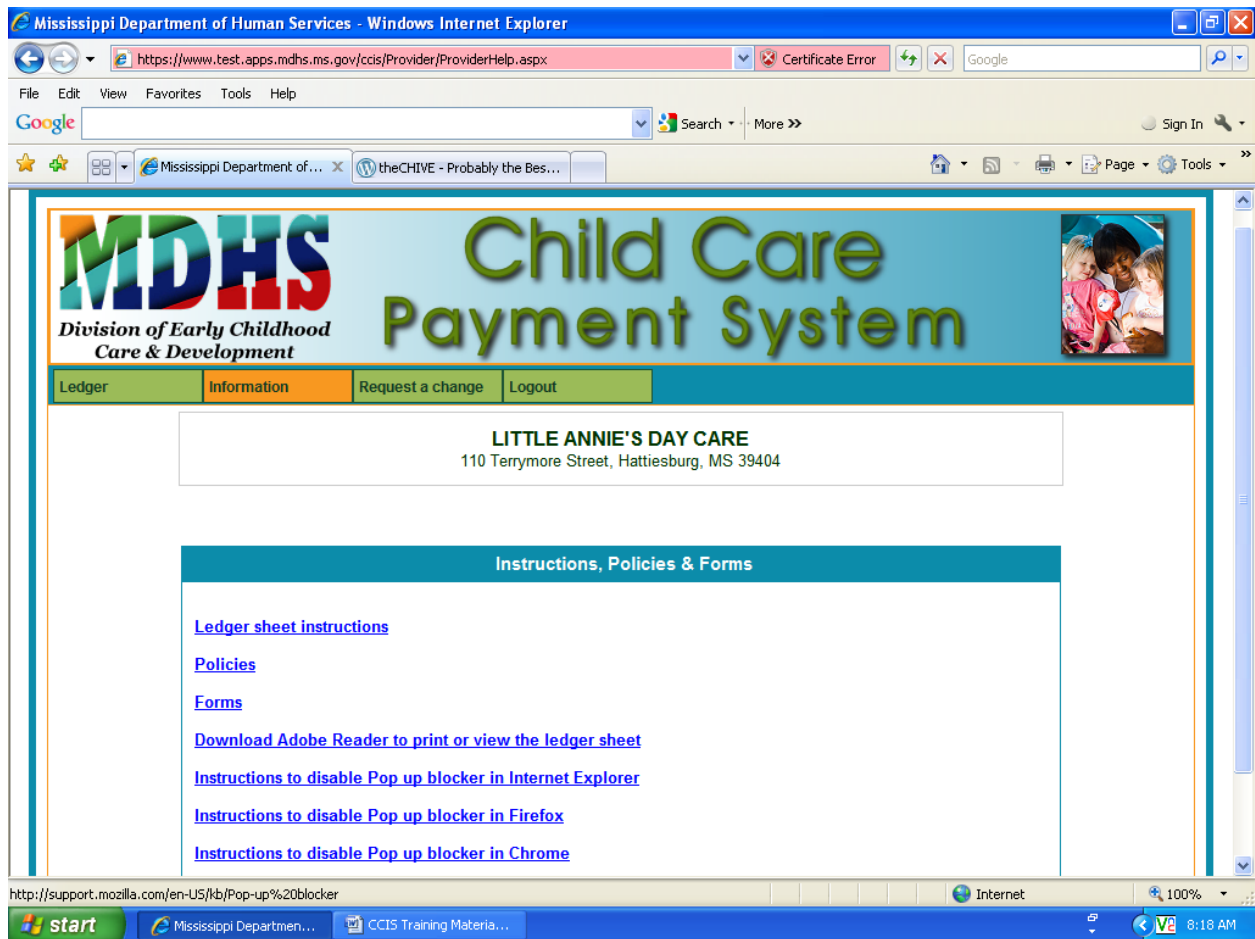 Mississippi Department of Human Services - Windows Internet Explorer
https://www.test.apps.mdhs.ms.gov/ccis/Provider/ProviderHelp.aspx Certificate Error Google
File Edit View Favorites Tools Help
Google Search More >> Sign In
Mississippi Department of... X theCHIVE - Probably the Bes... Page Tools »
MDHS
Division of Early Childhood
Care & Development
Child Care
Payment System
Ledger Information Request a change Logout
LITTLE ANNIE'S DAY CARE
110 Terrymore Street, Hattiesburg, MS 39404
Instructions, Policies & Forms
Ledger sheet instructions
Policies
Forms
Download Adobe Reader to print or view the ledger sheet
Instructions to disable Pop up blocker in Internet Explorer
Instructions to disable Pop up blocker in Firefox
Instructions to disable Pop up blocker in Chrome
http://support.mozilla.com/en-US/kb/Pop-up%20blocker Internet 100%
start Mississippi Departmen... CCIS Training Materia... 8:18 AM